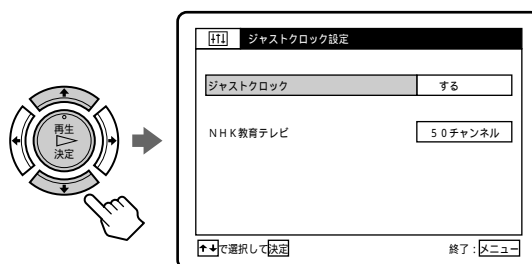 ジャストクロック設定
ジャストクロック する
NHK教育テレビ 50チャンネル
再生
決定
↑↓で選択して決定 終了:メニュー